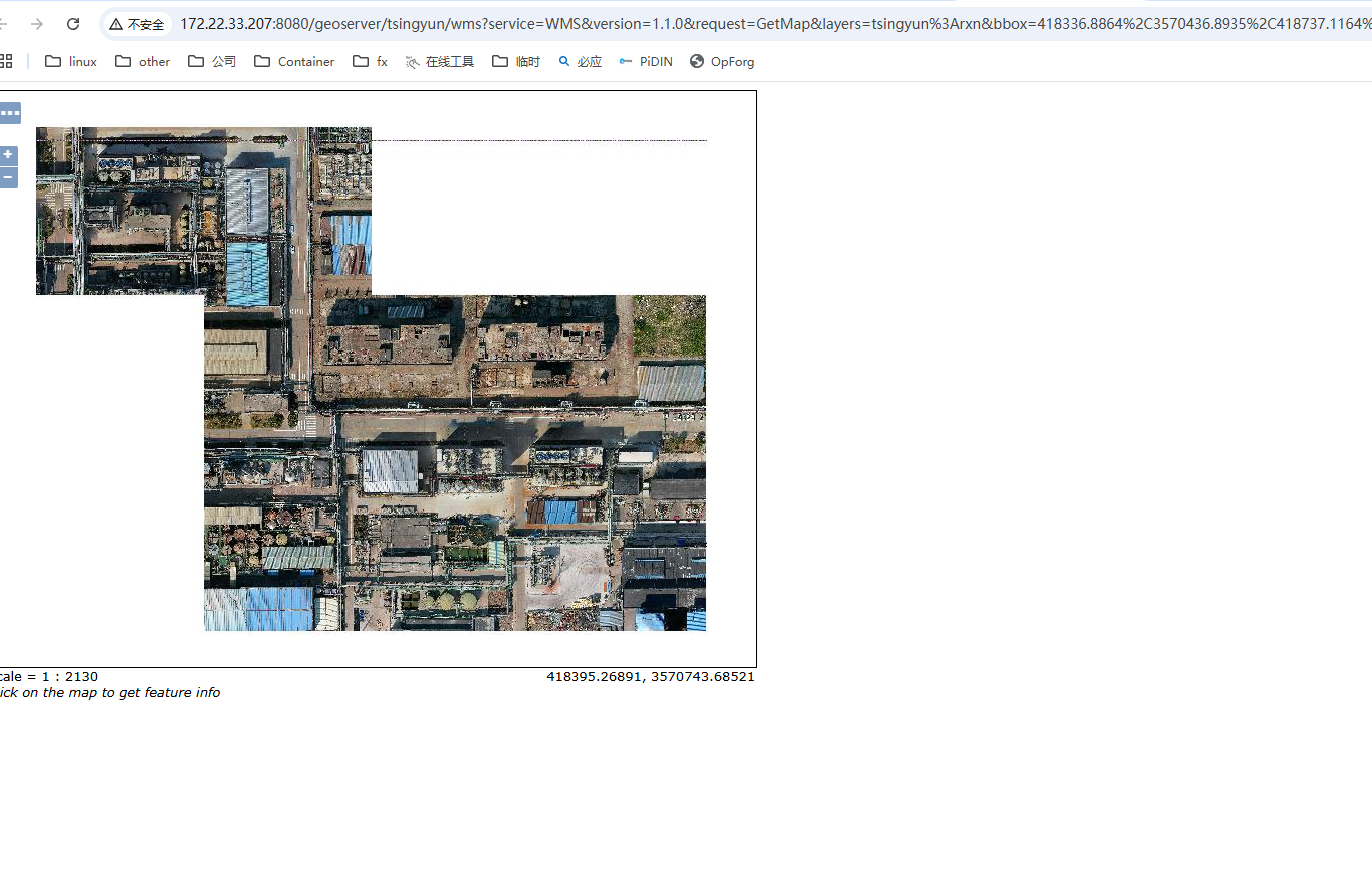 不安全 172.22.33.207:8080/geoserver/tsingyun/wms?service=WMS&version=1.1.0&request=GetMap&layers=tsingyun%3Arxn&bbox=418336.8864%2C3570436.8935%2C418737.1164%
linux other 公司 Container fx 在线工具 临时 必应 PiDIN OpForg
+
−
cale = 1 : 2130 418395.26891, 3570743.68521
ick on the map to get feature info